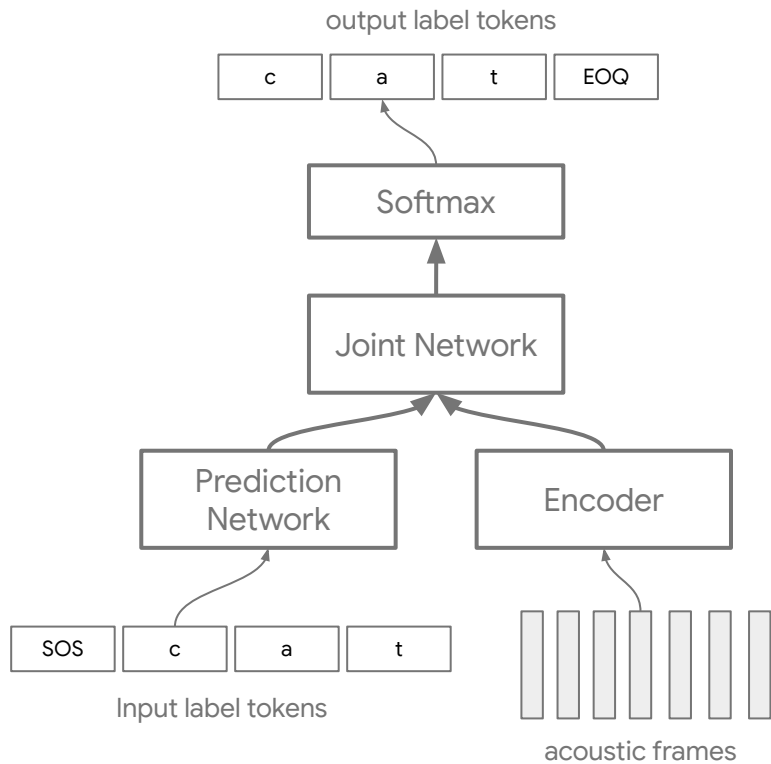 output label tokens
c a t EOQ
Softmax
Joint Network
Prediction
Network
Encoder
SOS c a t
Input label tokens
acoustic frames